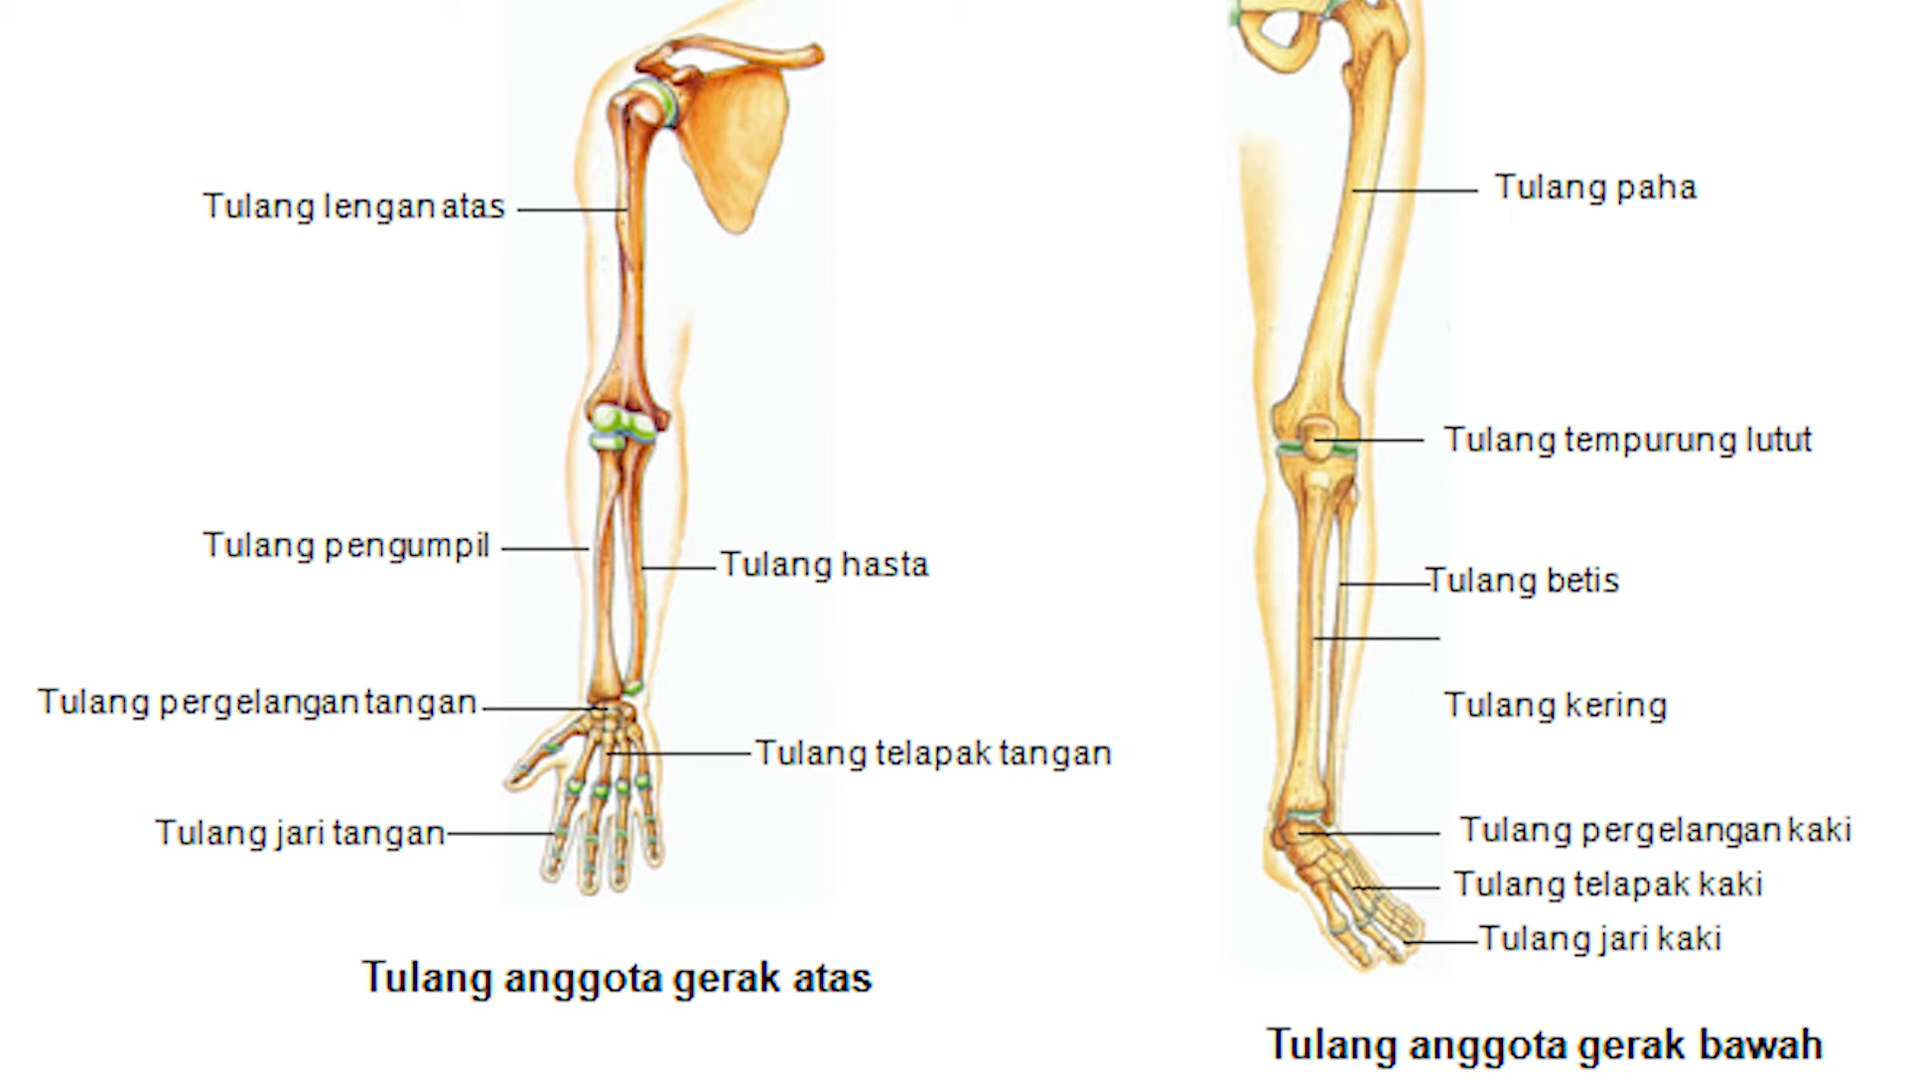 Tulang lengan atas
Tulang pengumpil
Tulang hasta
Tulang pergelangan tangan
Tulang telapak tangan
Tulang jari tangan
Tulang anggota gerak atas
Tulang paha
Tulang tempurung lutut
Tulang betis
Tulang kering
Tulang pergelangan kaki
Tulang telapak kaki
Tulang jari kaki
Tulang anggota gerak bawah